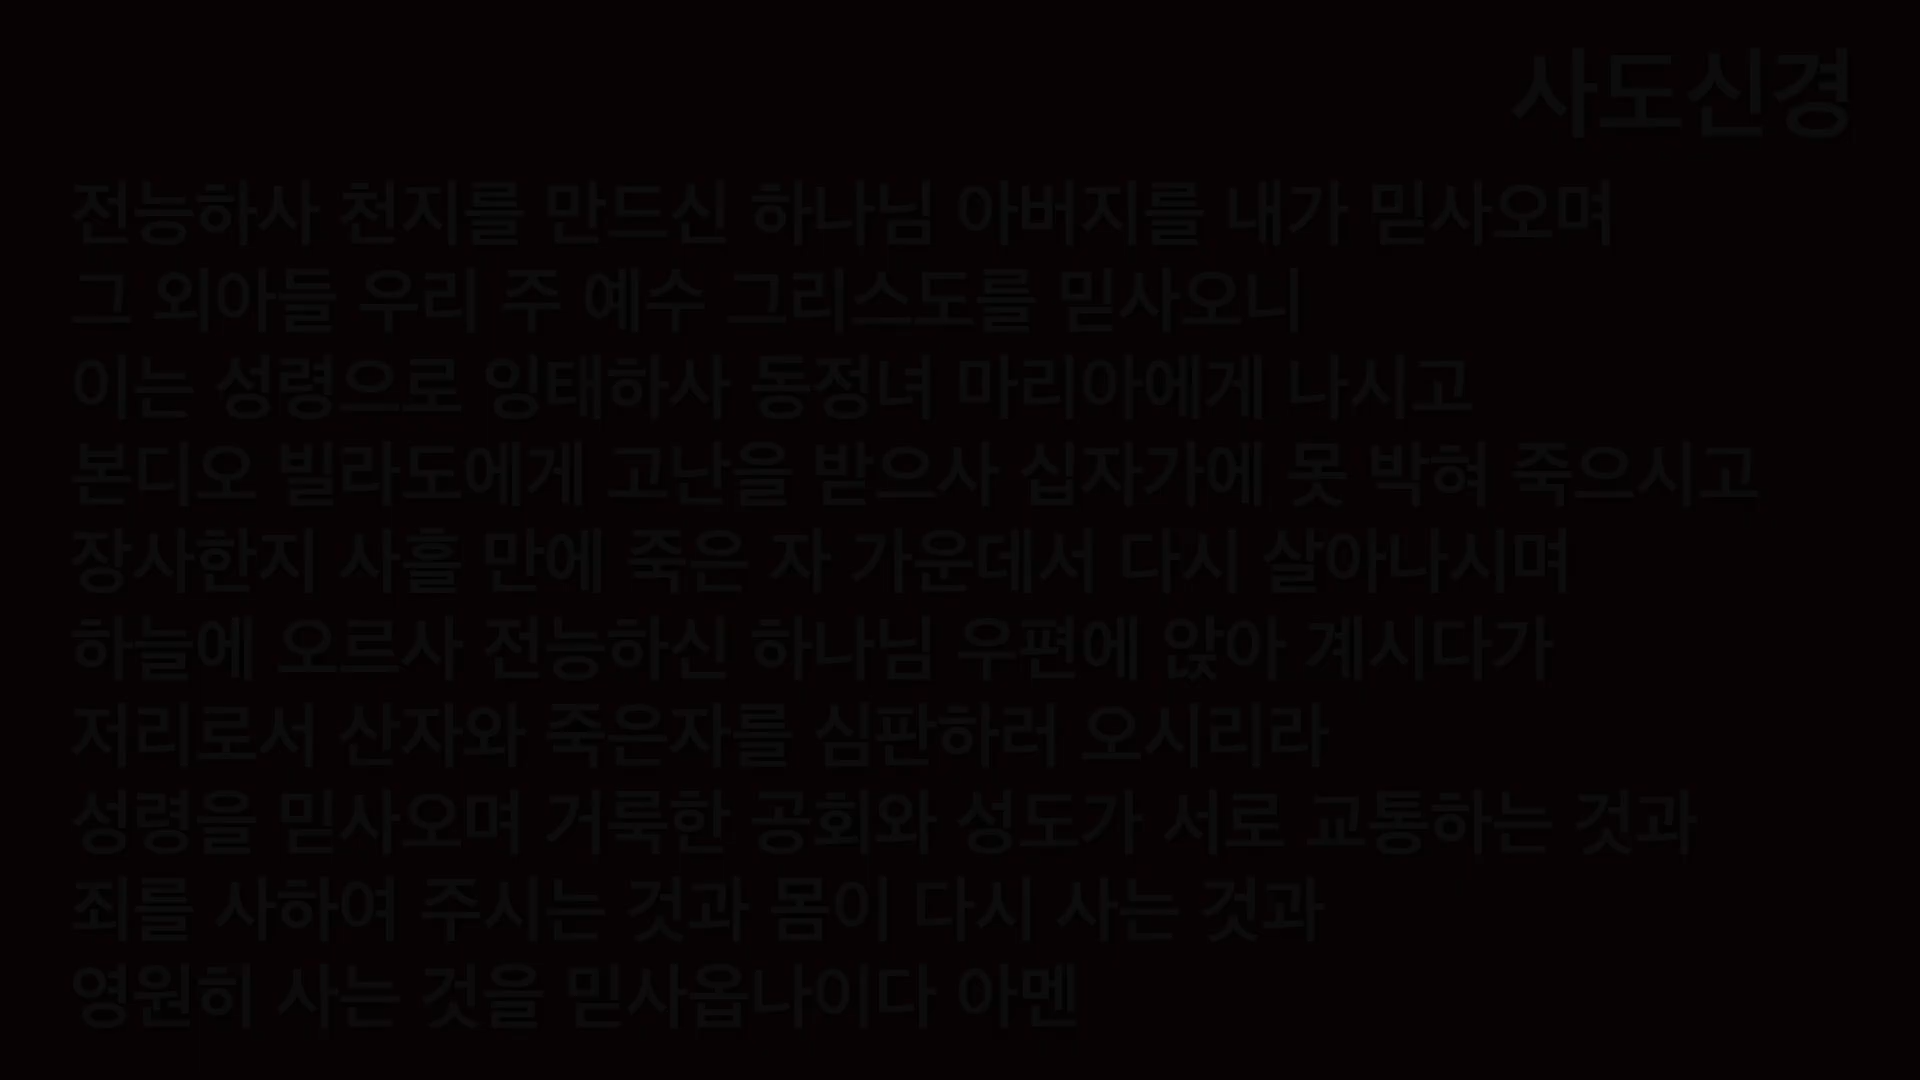 사도신경
전능하사 천지를 만드신 하나님 아버지를 내가 믿사오며
그 외아들 우리 주 예수 그리스도를 믿사오니
이는 성령으로 잉태하사 동정녀 마리아에게 나시고
본디오 빌라도에게 고난을 받으사 십자가에 못 박혀 죽으시고
장사한지 사흘 만에 죽은 자 가운데서 다시 살아나시며
하늘에 오르사 전능하신 하나님 우편에 앉아 계시다가
저리로서 산자와 죽은자를 심판하러 오시리라
성령을 믿사오며 거룩한 공회와 성도가 서로 교통하는 것과
죄를 사하여 주시는 것과 몸이 다시 사는 것과
영원히 사는 것을 믿사옵나이다 아멘